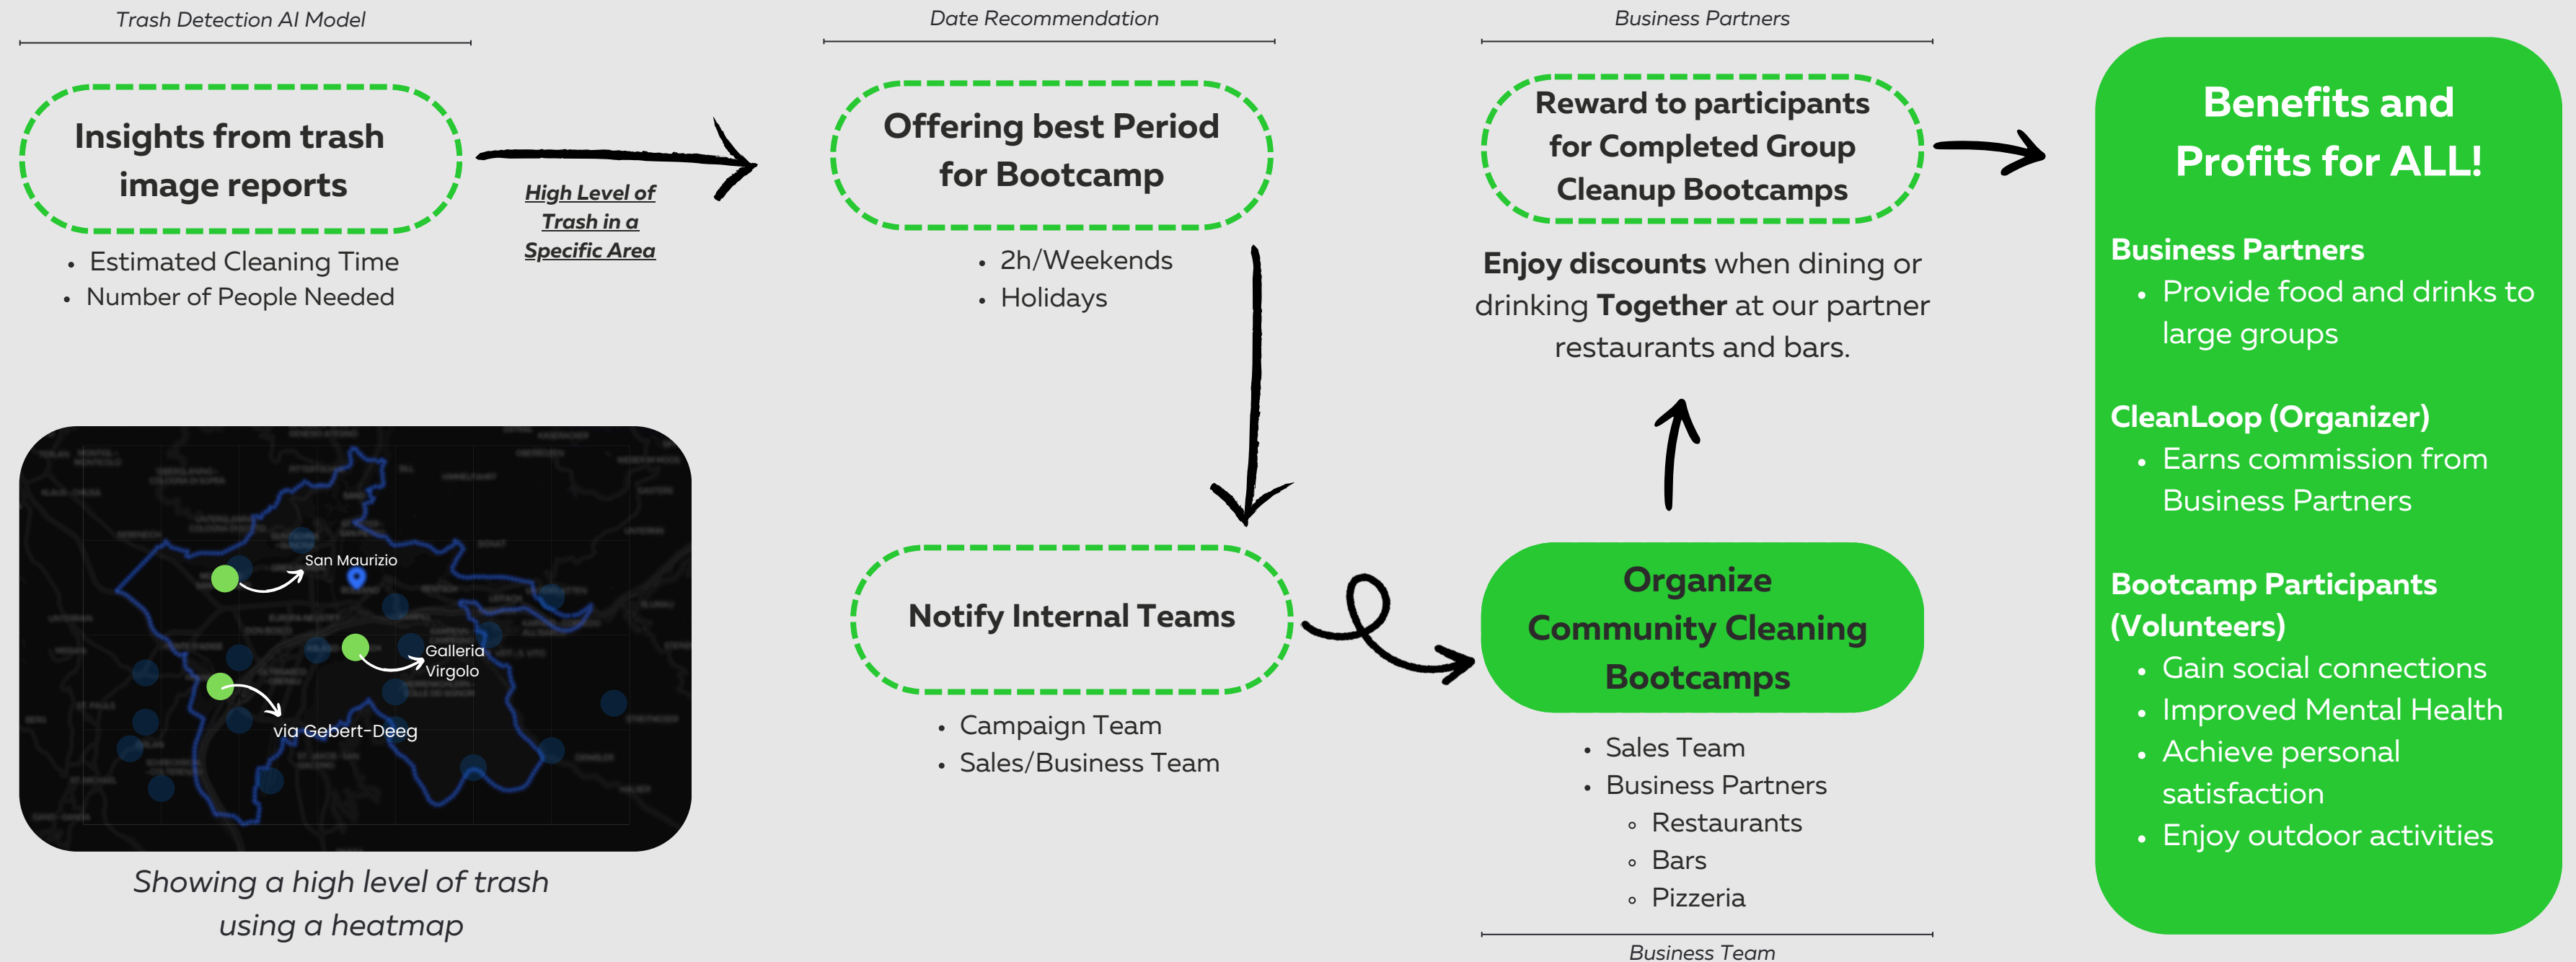 Trash Detection AI Model
Insights from trash
image reports
• Estimated Cleaning Time
• Number of People Needed
High Level of
Trash in a
Specific Area
San Maurizio
Galleria
Virgolo
via Gebert-Deeg
Showing a high level of trash
using a heatmap
Date Recommendation
Offering best Period
for Bootcamp
• 2h/Weekends
• Holidays
Notify Internal Teams
• Campaign Team
• Sales/Business Team
Business Partners
Reward to participants
for Completed Group
Cleanup Bootcamps
Enjoy discounts when dining or
drinking Together at our partner
restaurants and bars.
Organize
Community Cleaning
Bootcamps
• Sales Team
• Business Partners
◦ Restaurants
◦ Bars
◦ Pizzeria
Business Team
Benefits and
Profits for ALL!
Business Partners
• Provide food and drinks to
large groups
CleanLoop (Organizer)
• Earns commission from
Business Partners
Bootcamp Participants
(Volunteers)
• Gain social connections
• Improved Mental Health
• Achieve personal
satisfaction
• Enjoy outdoor activities